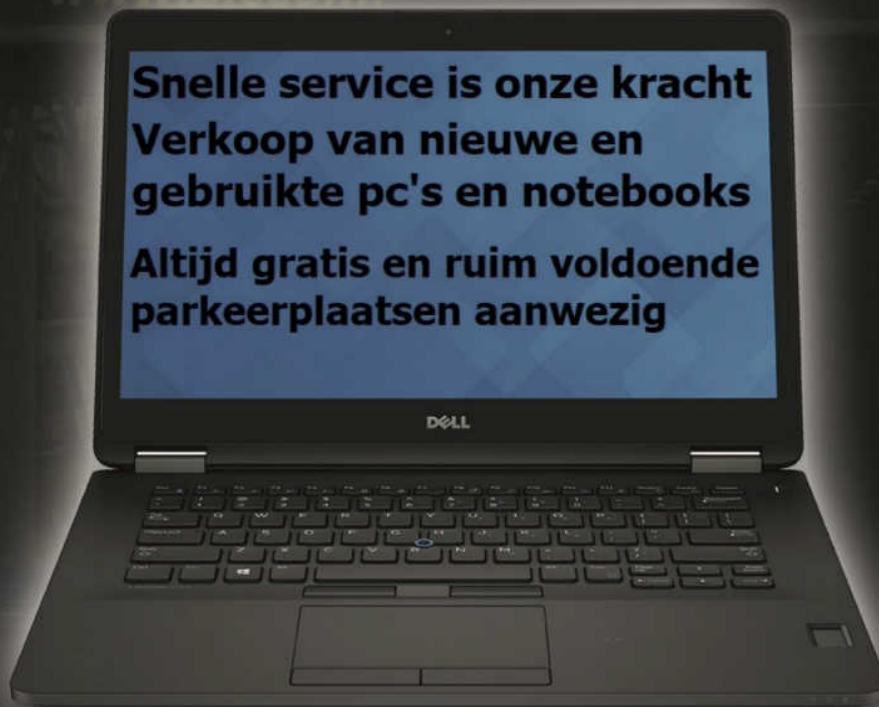 Snelle service is onze kracht
Verkoop van nieuwe en
gebruikte pc's en notebooks
Altijd gratis en ruim voldoende
parkeerplaatsen aanwezig
DELL